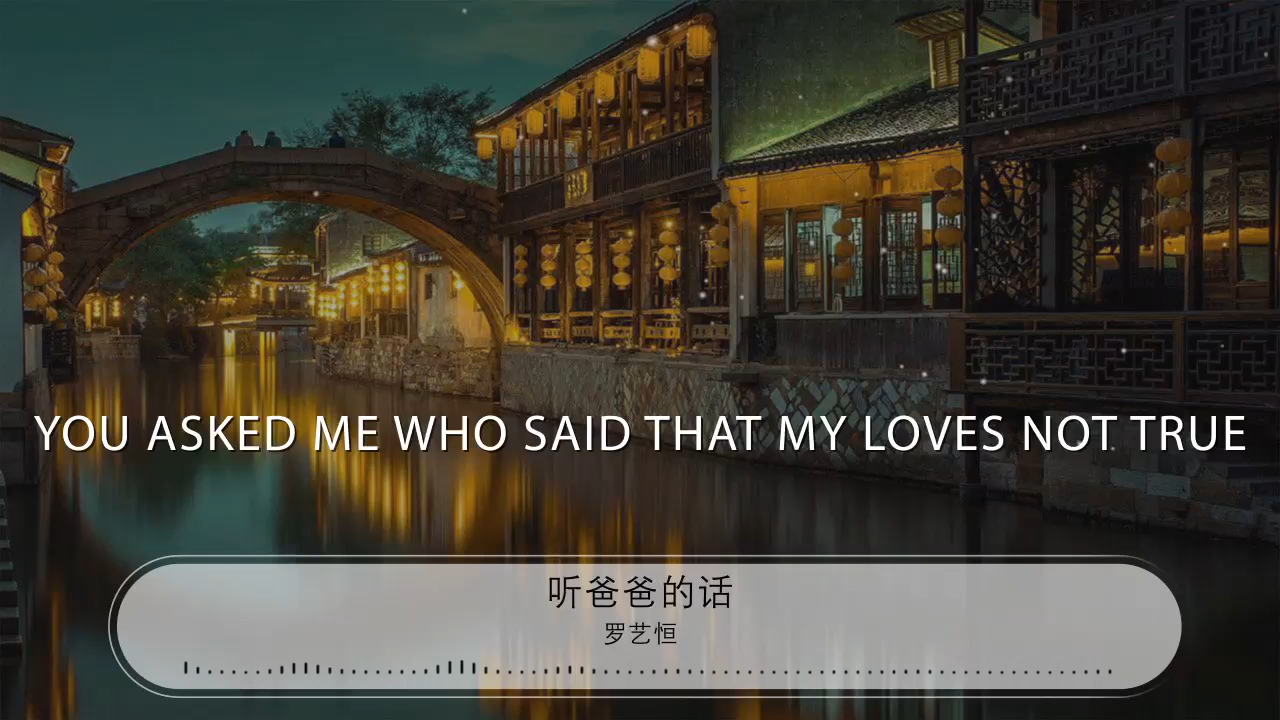 YOU ASKED ME WHO SAID THAT MY LOVES NOT TRUE
听爸爸的话
罗艺恒